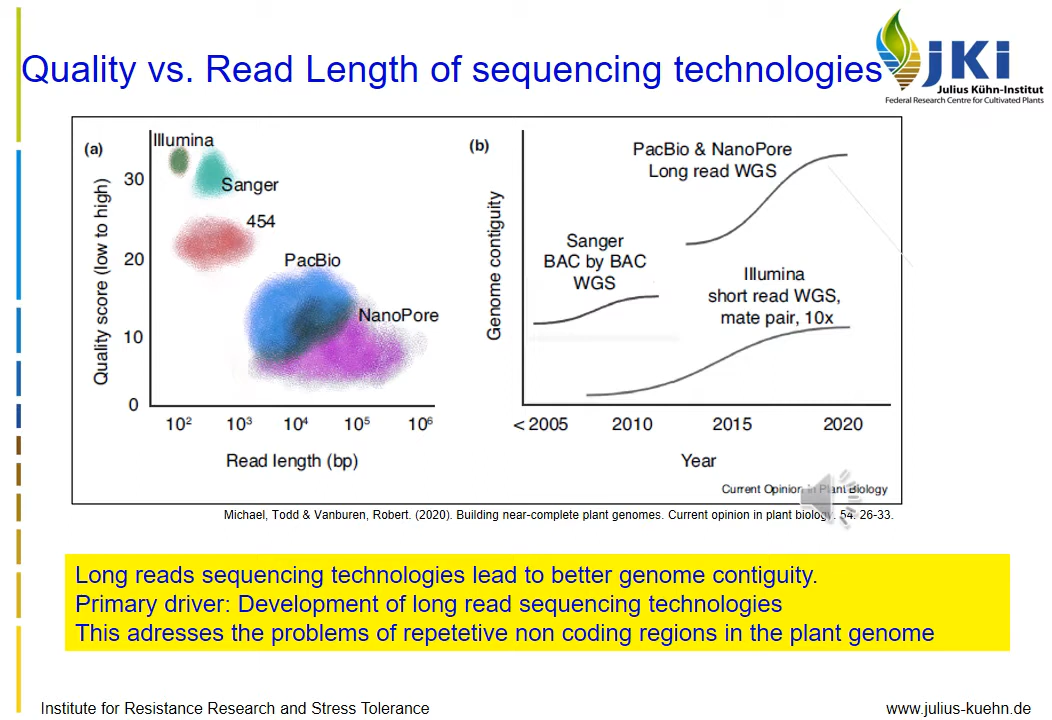 Quality vs. Read Length of sequencing technologies
JKI
Julius Kühn-Institut
Federal Research Centre for Cultivated Plants
(a)
Illumina
Sanger
454
PacBio
NanoPore
Quality score (low to high)
30
20
10
0
10² 10³ 10⁴ 10⁵ 10⁶
Read length (bp)
(b)
PacBio & NanoPore
Long read WGS
Sanger
BAC by BAC
WGS
Illumina
short read WGS,
mate pair, 10x
Genome contiguity
< 2005 2010 2015 2020
Year
Current Opinion in Plant Biology
Michael, Todd & Vanburen, Robert. (2020). Building near-complete plant genomes. Current opinion in plant biology. 54. 26-33.
Long reads sequencing technologies lead to better genome contiguity.
Primary driver: Development of long read sequencing technologies
This adresses the problems of repetetive non coding regions in the plant genome
Institute for Resistance Research and Stress Tolerance
www.julius-kuehn.de